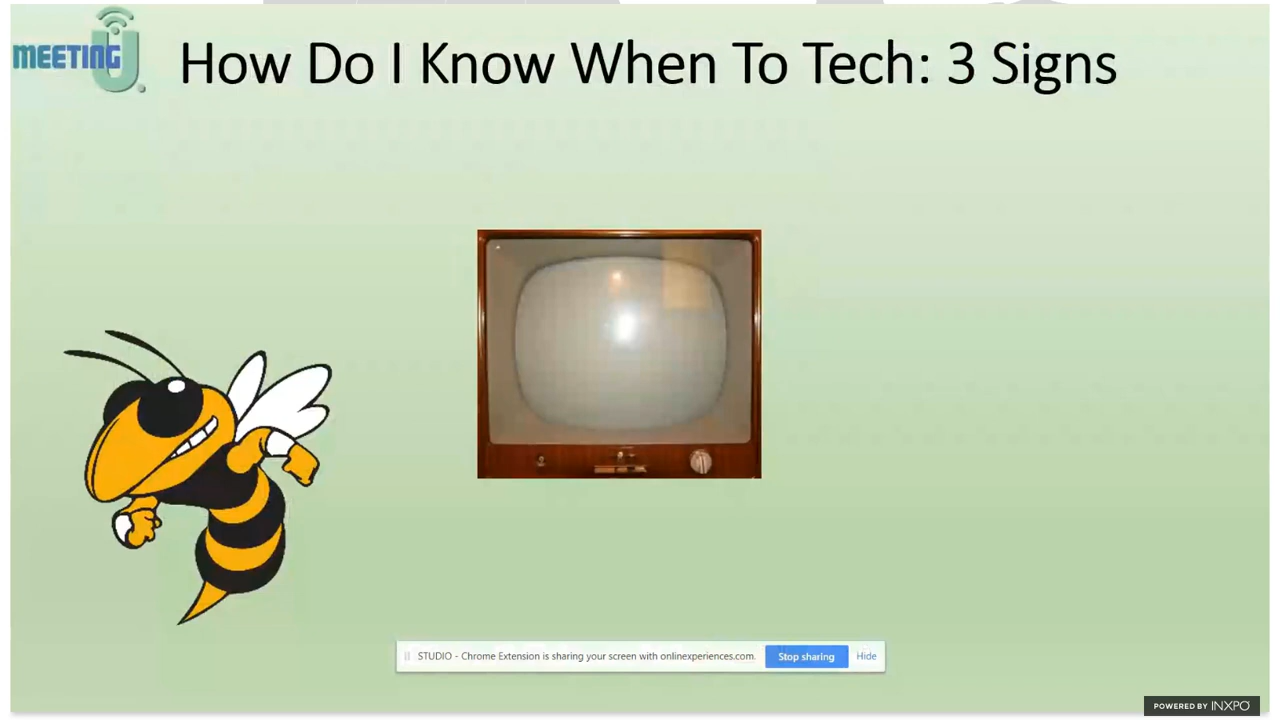 MEETING U
How Do I Know When To Tech: 3 Signs
STUDIO - Chrome Extension is sharing your screen with onlinexperiences.com. Stop sharing Hide
POWERED BY INXPO